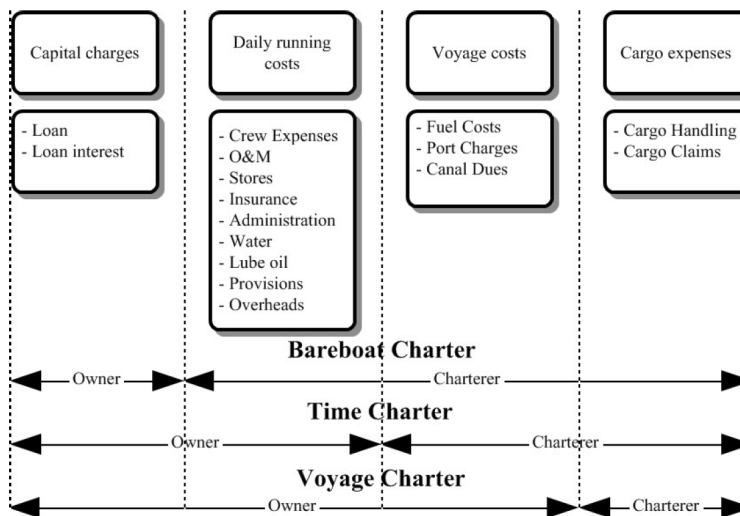 Capital charges
Daily running
costs
Voyage costs
Cargo expenses
- Loan
- Loan interest
- Crew Expenses
- O&M
- Stores
- Insurance
- Administration
- Water
- Lube oil
- Provisions
- Overheads
- Fuel Costs
- Port Charges
- Canal Dues
- Cargo Handling
- Cargo Claims
Bareboat Charter
Owner
Charterer
Time Charter
Owner
Charterer
Voyage Charter
Owner
Charterer